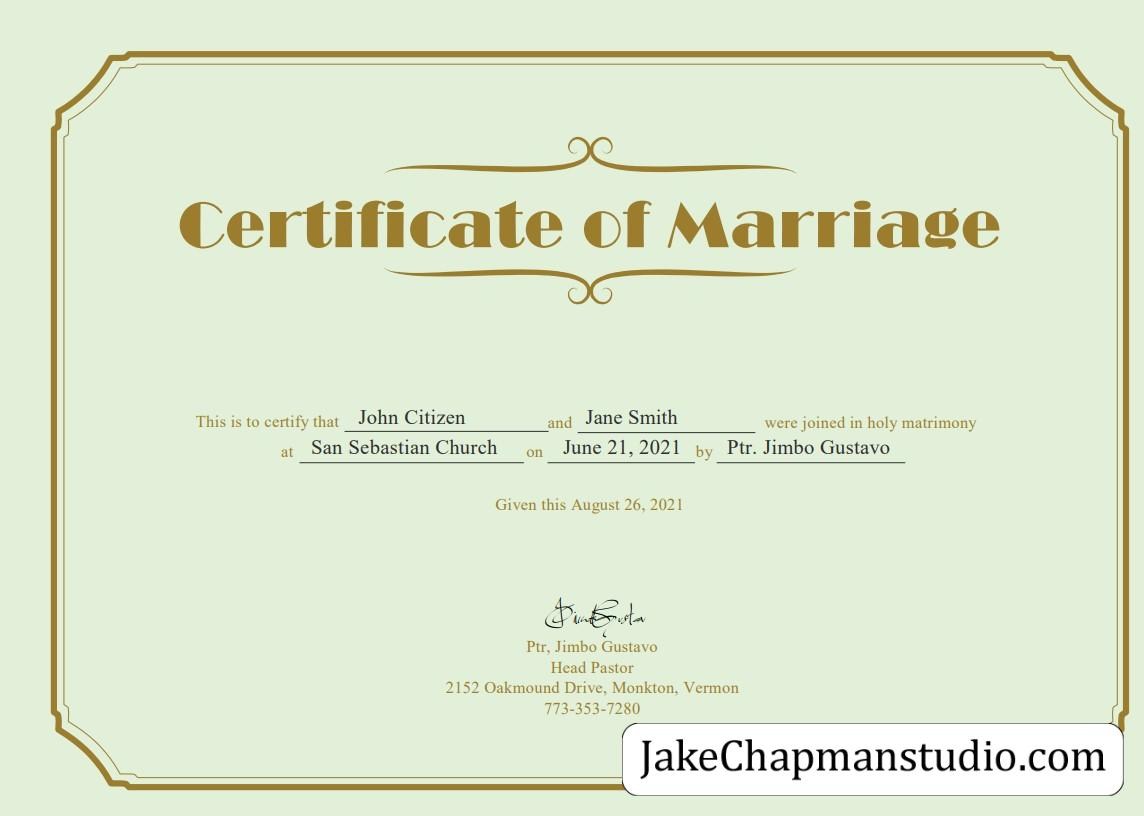 Certificate of Marriage
This is to certify that John Citizen and Jane Smith were joined in holy matrimony
at San Sebastian Church on June 21, 2021 by Ptr. Jimbo Gustavo
Given this August 26, 2021
Ptr, Jimbo Gustavo
Head Pastor
2152 Oakmound Drive, Monkton, Vermon
773-353-7280
JakeChapmanstudio.com